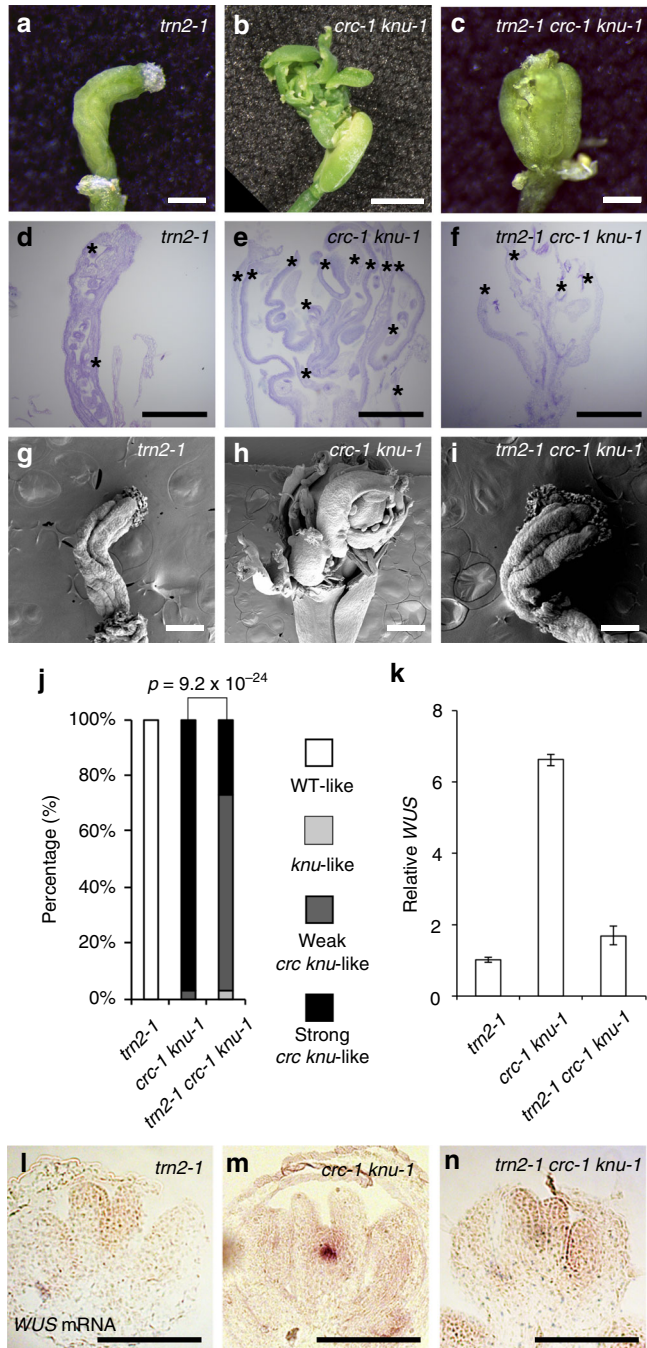 a trn2-1
b crc-1 knu-1
c trn2-1 crc-1 knu-1
d trn2-1
e crc-1 knu-1
f trn2-1 crc-1 knu-1
* * * * * * * * * * * * * * * * * *
g trn2-1
h crc-1 knu-1
i trn2-1 crc-1 knu-1
j
p = 9.2 x 10–24
100%
80%
60%
40%
20%
0%
Percentage (%)
trn2-1
crc-1 knu-1
trn2-1 crc-1 knu-1
WT-like
knu-like
Weak
crc knu-like
Strong
crc knu-like
k
8
6
4
2
0
Relative WUS
trn2-1
crc-1 knu-1
trn2-1 crc-1 knu-1
l trn2-1
WUS mRNA
m crc-1 knu-1
n trn2-1 crc-1 knu-1